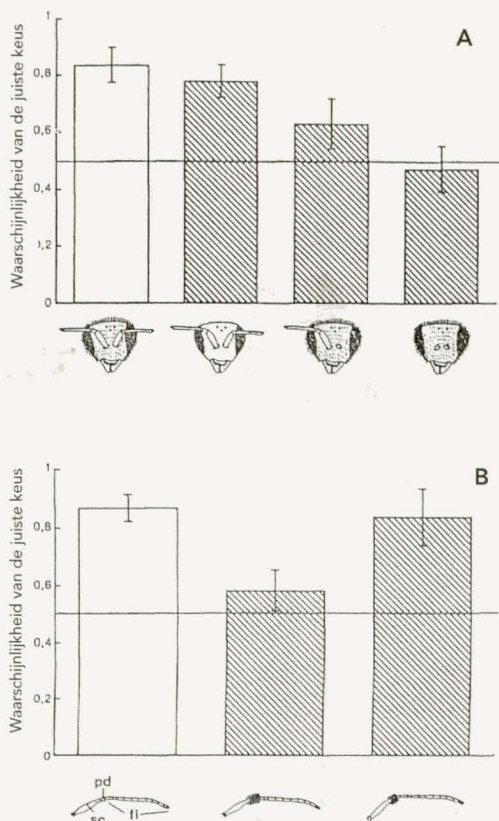 A
Waarschijnlijkheid van de juiste keus
1
0,8
0,6
0,4
0,2
0
B
Waarschijnlijkheid van de juiste keus
1
0,8
0,6
0,4
0,2
0
pd
sc
fl